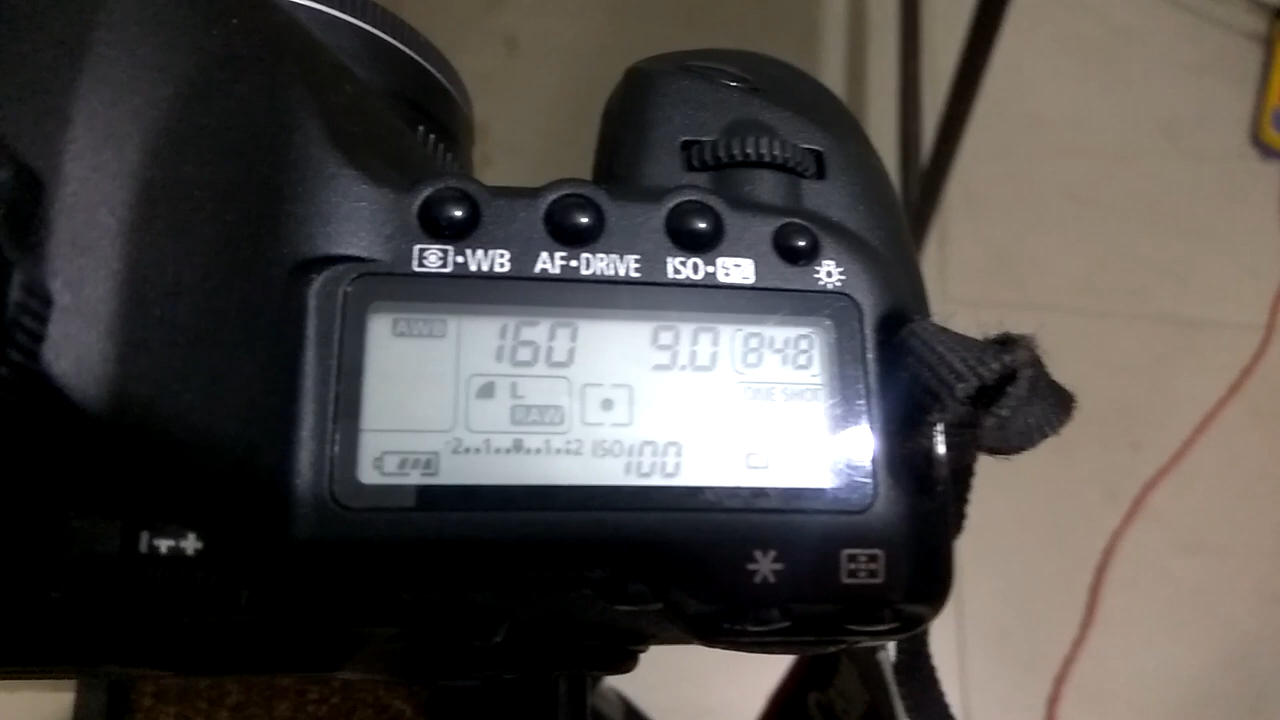 WB AF•DRIVE ISO•
AWB 160 9.0 [848]
L
RAW
ONE SHOT
-2..1..0..1.:2 ISO 100